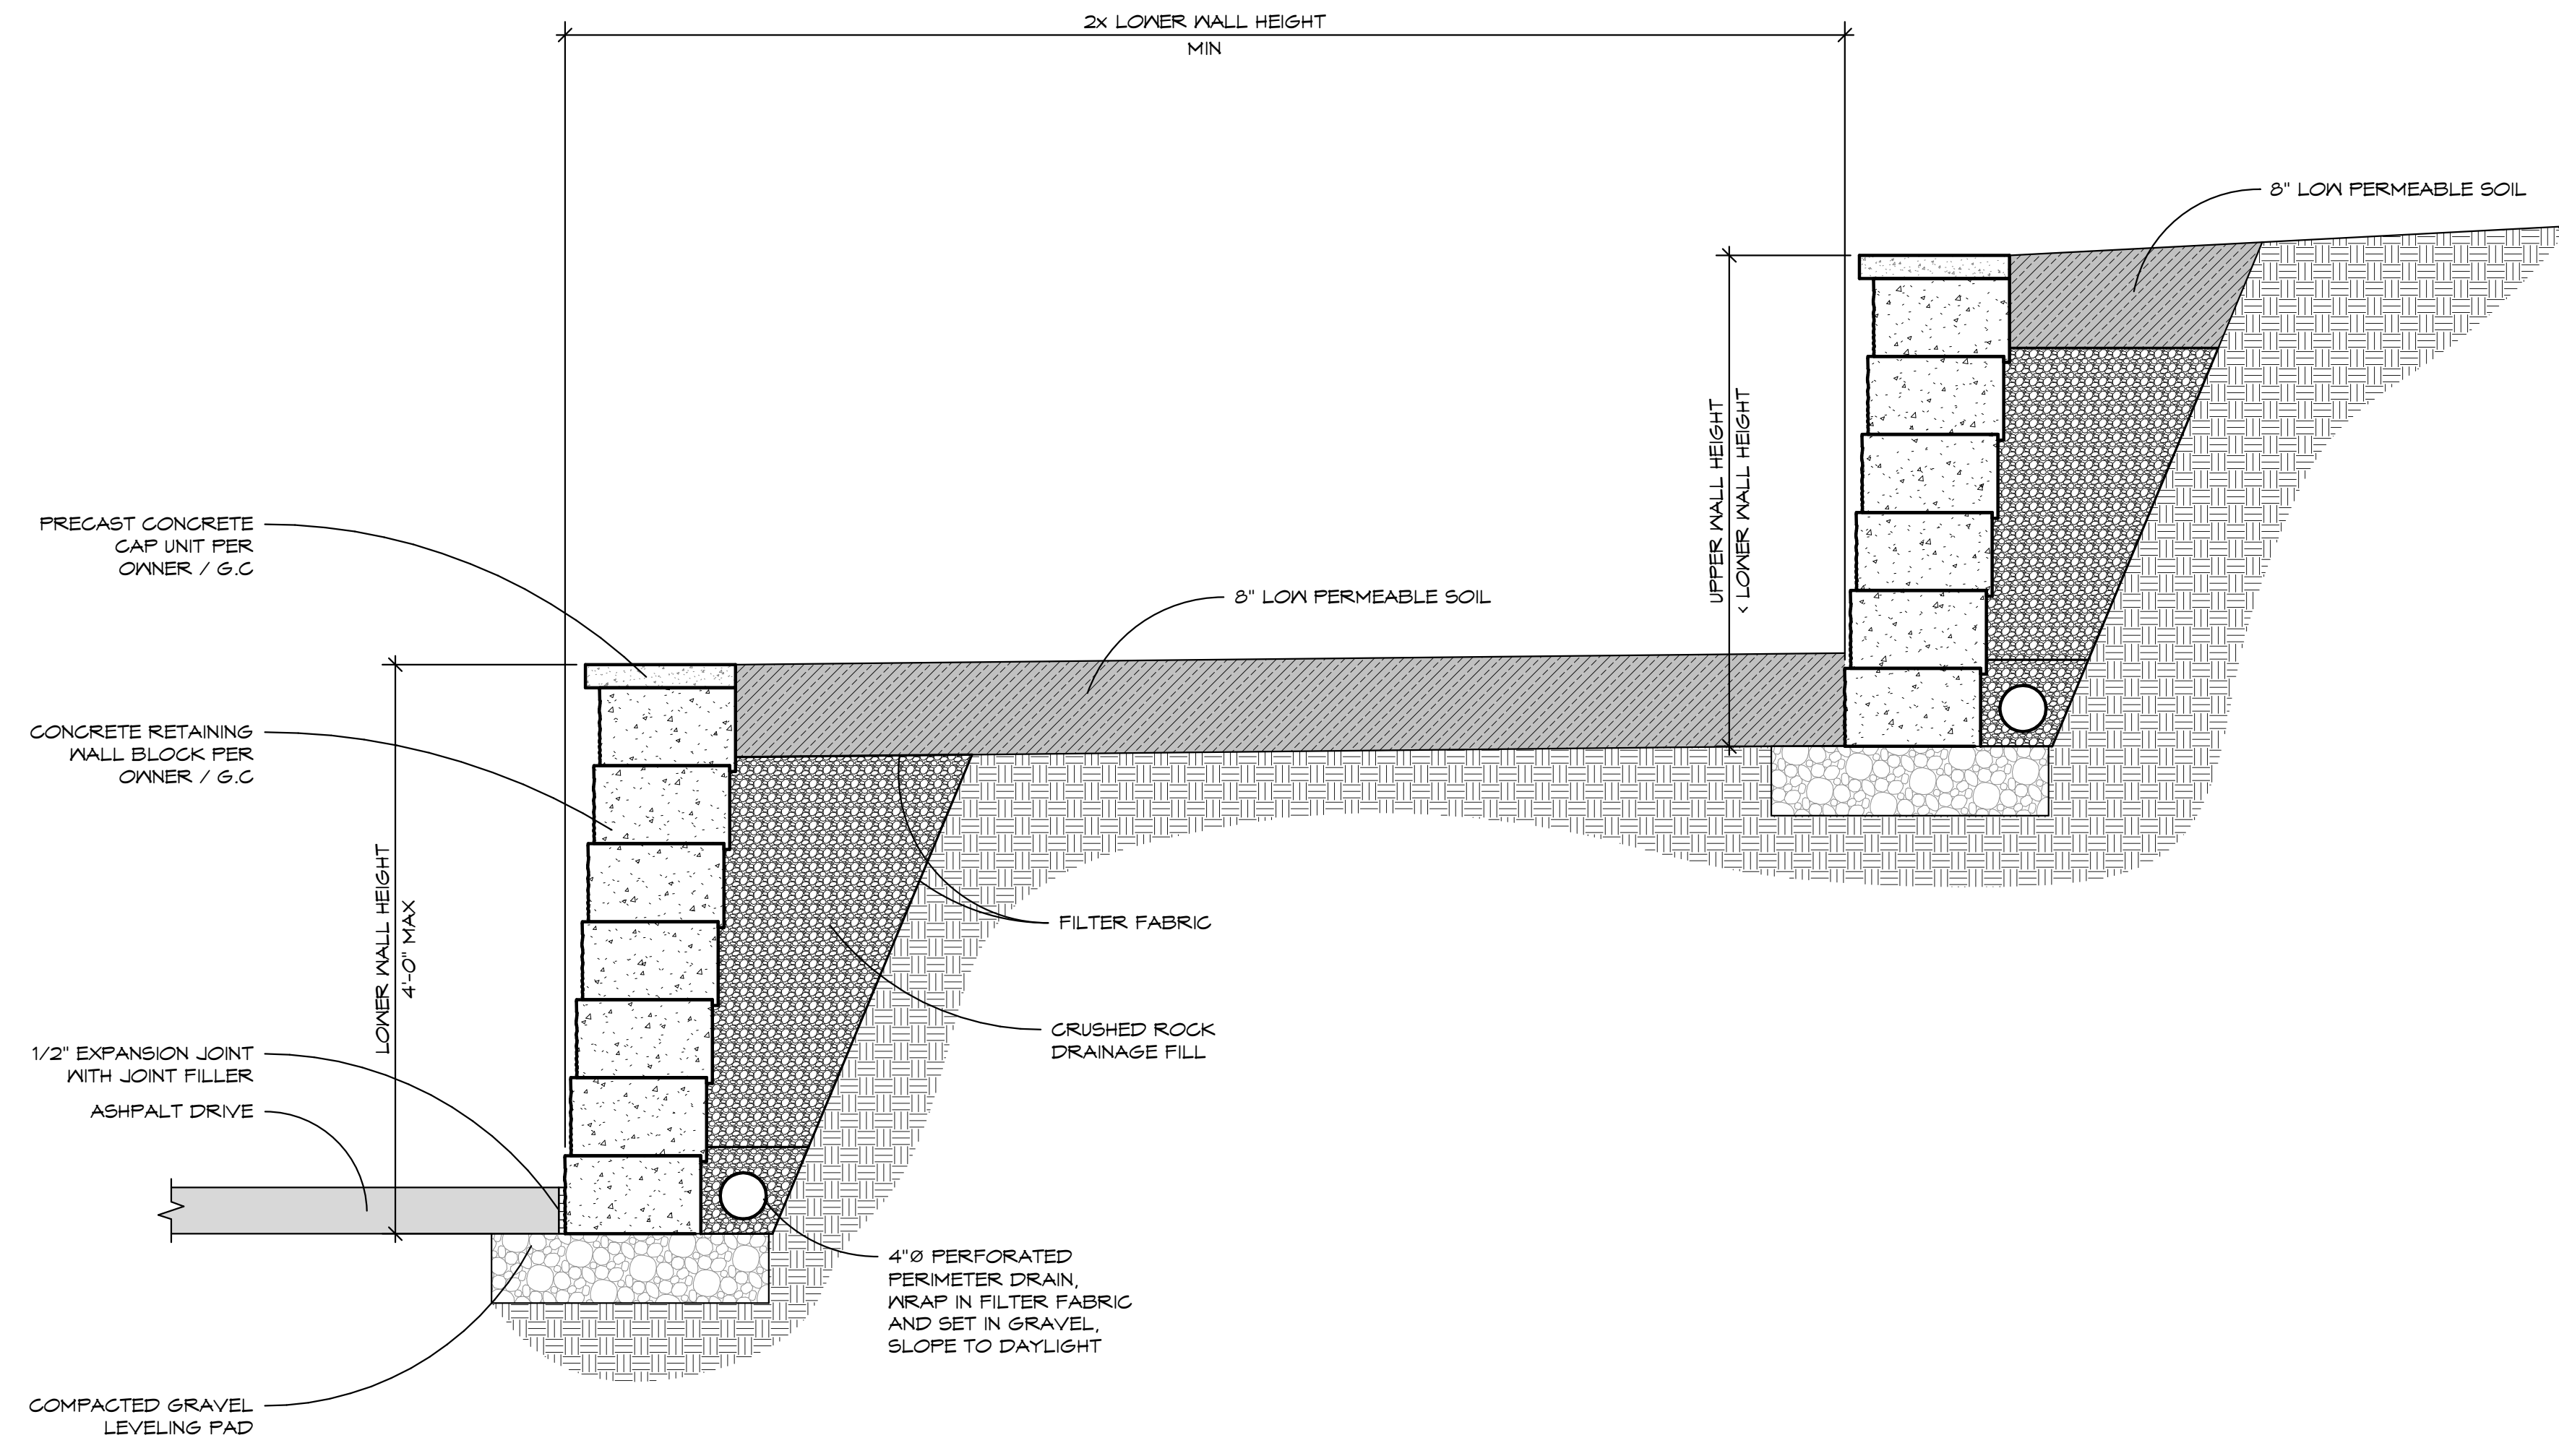 2x LOWER WALL HEIGHT
MIN
8" LOW PERMEABLE SOIL
UPPER WALL HEIGHT
< LOWER WALL HEIGHT
PRECAST CONCRETE
CAP UNIT PER
OWNER / G.C
8" LOW PERMEABLE SOIL
CONCRETE RETAINING
WALL BLOCK PER
OWNER / G.C
LOWER WALL HEIGHT
4'-0" MAX
FILTER FABRIC
CRUSHED ROCK
DRAINAGE FILL
1/2" EXPANSION JOINT
WITH JOINT FILLER
ASHPALT DRIVE
4"Ø PERFORATED
PERIMETER DRAIN,
WRAP IN FILTER FABRIC
AND SET IN GRAVEL,
SLOPE TO DAYLIGHT
COMPACTED GRAVEL
LEVELING PAD